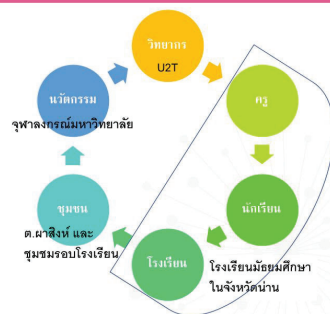 วิทยากร
U2T
ครู
นักเรียน
โรงเรียนมัธยมศึกษา
ในจังหวัดน่าน
โรงเรียน
ชุมชน
ต.ผาสิงห์ และ
ชุมชมรอบโรงเรียน
นวัตกรรม
จุฬาลงกรณ์มหาวิทยาลัย